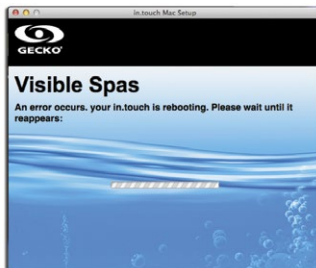 in.touch Mac Setup
GECKO
Visible Spas
An error occurs. your in.touch is rebooting. Please wait until it
reappears: